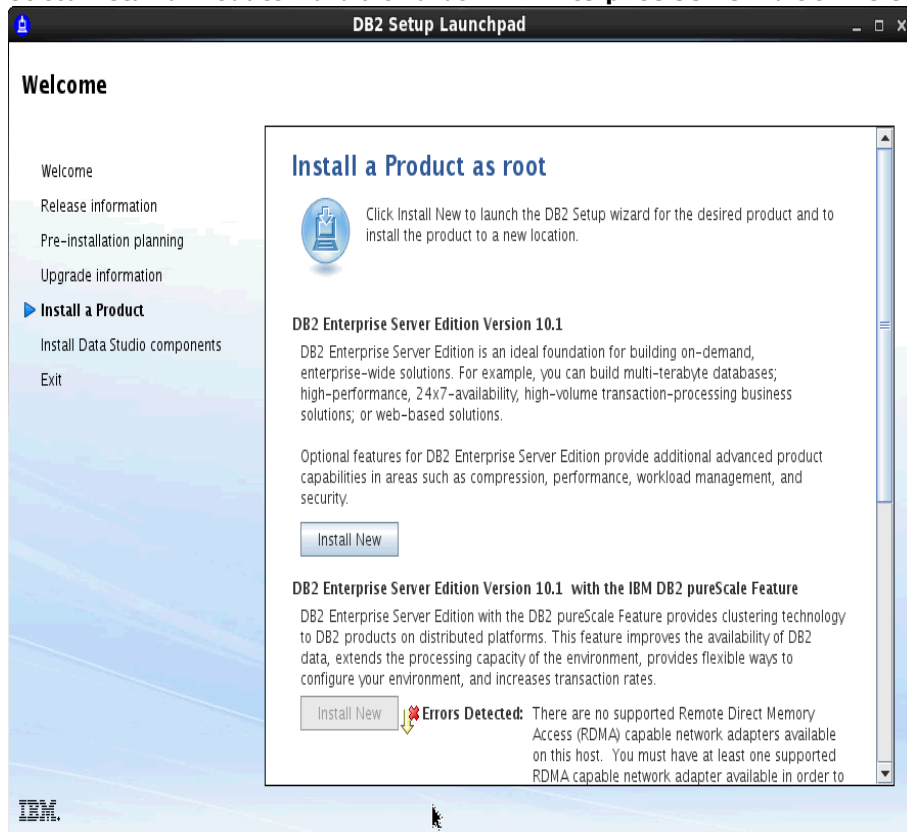 DB2 Setup Launchpad
Welcome
Welcome
Release information
Pre-installation planning
Upgrade information
Install a Product
Install Data Studio components
Exit
Install a Product as root
Click Install New to launch the DB2 Setup wizard for the desired product and to
install the product to a new location.
DB2 Enterprise Server Edition Version 10.1
DB2 Enterprise Server Edition is an ideal foundation for building on-demand,
enterprise-wide solutions. For example, you can build multi-terabyte databases;
high-performance, 24x7-availability, high-volume transaction-processing business
solutions; or web-based solutions.
Optional features for DB2 Enterprise Server Edition provide additional advanced product
capabilities in areas such as compression, performance, workload management, and
security.
Install New
DB2 Enterprise Server Edition Version 10.1 with the IBM DB2 pureScale Feature
DB2 Enterprise Server Edition with the DB2 pureScale Feature provides clustering technology
to DB2 products on distributed platforms. This feature improves the availability of DB2
data, extends the processing capacity of the environment, provides flexible ways to
configure your environment, and increases transaction rates.
Install New
Errors Detected: There are no supported Remote Direct Memory
Access (RDMA) capable network adapters available
on this host. You must have at least one supported
RDMA capable network adapter available in order to
IBM.